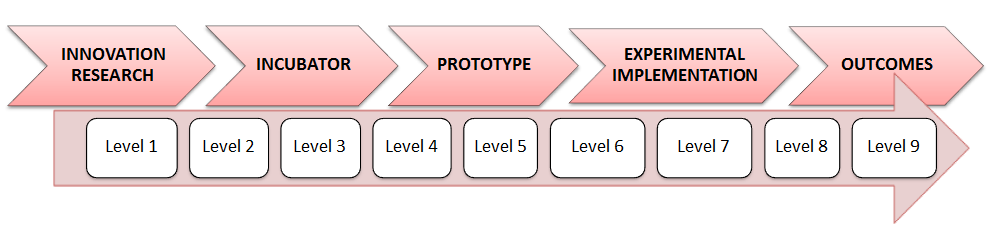 INNOVATION
RESEARCH
INCUBATOR
PROTOTYPE
EXPERIMENTAL
IMPLEMENTATION
OUTCOMES
Level 1
Level 2
Level 3
Level 4
Level 5
Level 6
Level 7
Level 8
Level 9